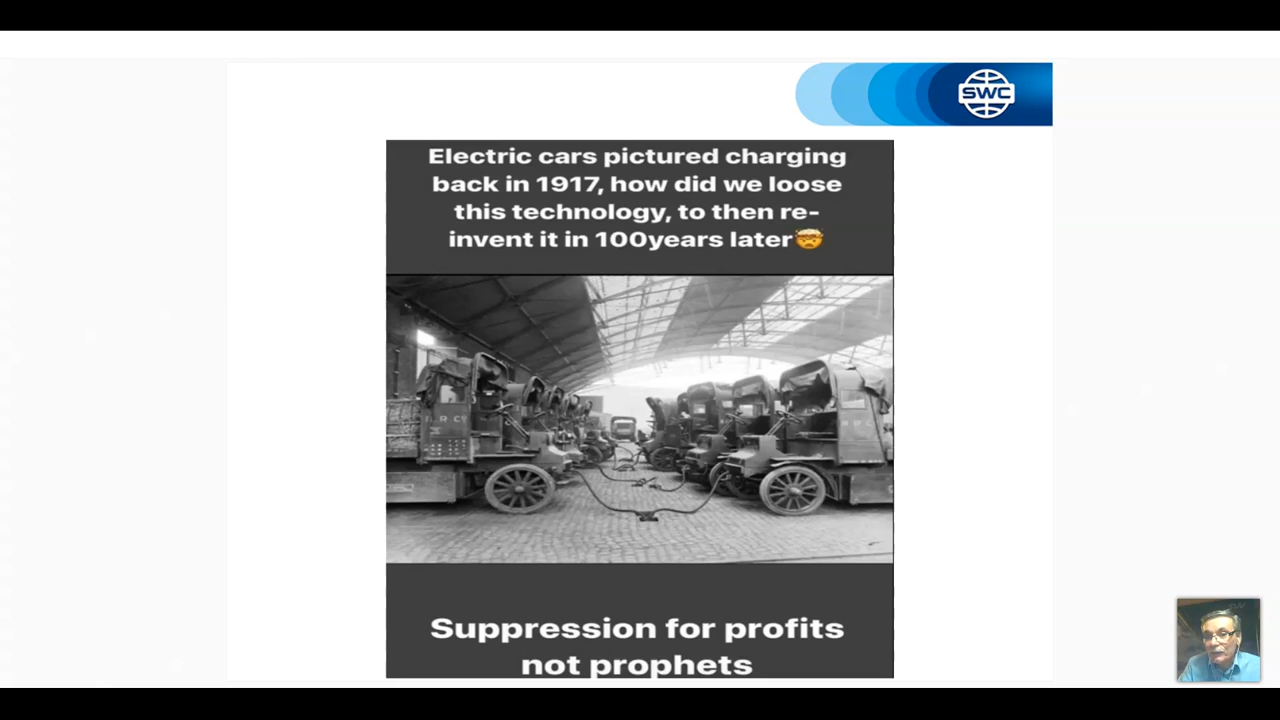 SWC
Electric cars pictured charging
back in 1917, how did we loose
this technology, to then re-
invent it in 100years later🤯
Suppression for profits
not prophets